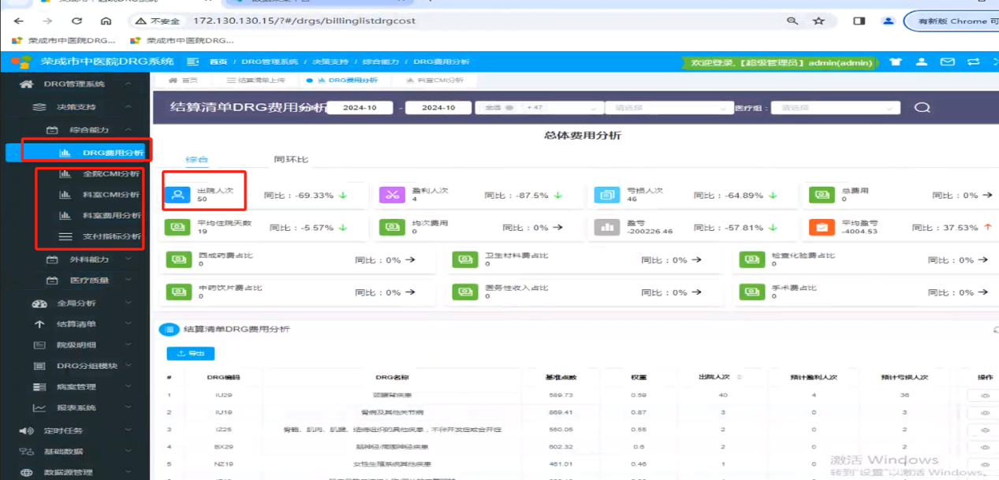 不安全 172.130.130.15/?#/drgs/billinglistdrgcost
有新版 Chrome 可
荣成市中医院DRG... 荣成市中医院DRG...
荣成市中医院DRG系统 首页 / DRG管理系统 / 决策支持 / 综合能力 / DRG费用分析 欢迎登录,【超级管理员】admin(admin)
首页 结算清单上传 DRG费用分析 科室CMI分析
DRG管理系统
决策支持
综合能力
DRG费用分析
全院CMI分析
科室CMI分析
科室费用分析
支付指标分析
外科能力
医疗质量
全局分析
结算清单
院级明细
DRG分组模块
病案管理
报表系统
定时任务
基础数据
数据源管理
结算清单DRG费用分析 2024-10 - 2024-10 全选 + 47 请选择 医疗组: 请选择
总体费用分析
综合 同环比
出院人次 50 同比:-69.33% ↓
盈利人次 4 同比:-87.5% ↓
亏损人次 46 同比:-64.89% ↓
总费用 0 同比:0% →
平均住院天数 19 同比:-5.57% ↓
均次费用 0 同比:0% →
盈亏 -200226.46 同比:-57.81% ↓
平均盈亏 -4004.53 同比:37.53% ↑
西成药费占比 0 同比:0% →
卫生材料费占比 0 同比:0% →
检查化验费占比 0 同比:0% →
中药饮片费占比 0 同比:0% →
医务性收入占比 0 同比:0% →
手术费占比 0 同比:0% →
结算清单DRG费用分析
导出
# DRG编码 DRG名称 基准点数 权重 出院人次 预计盈利人次 预计亏损人次 操作
1 IU29 颈腰背疾患 589.73 0.59 40 4 36
2 IU19 骨病及其他关节病 869.41 0.87 3 0 3
3 IZ25 骨骼、肌肉、肌腱、结缔组织的其他疾患,不伴并发症或合并症 550.05 0.55 2 0 2
4 BX29 脑神经/周围神经疾患 602.32 0.6 2 0 2
5 NZ19 女性生殖系统其他疾患 461.01 0.46 1 0 1
激活 Windows
转到"设置"以激活 Windows。